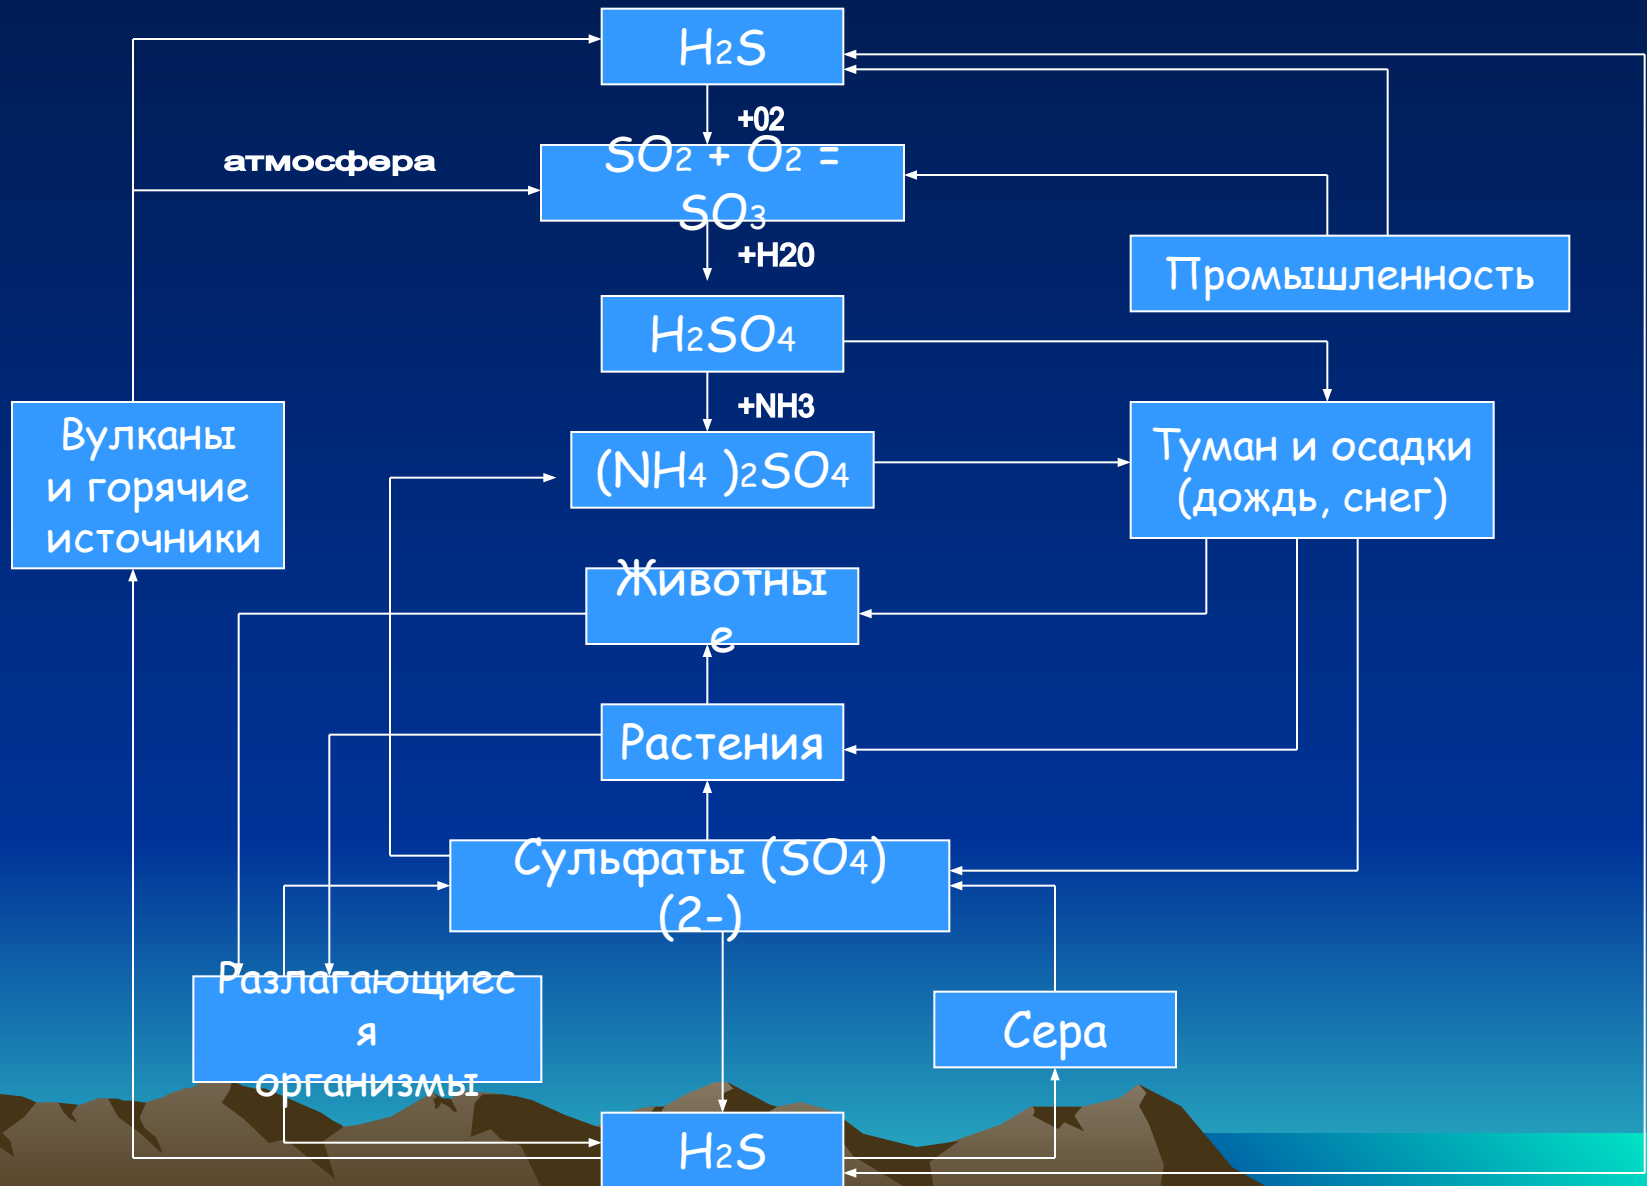 H2S
+02
атмосфера
SO2 + O2 =
SO3
+H20
Промышленность
H2SO4
+NH3
Вулканы
и горячие
источники
(NH4 )2SO4
Туман и осадки
(дождь, снег)
Животны
е
Растения
Сульфаты (SO4)
(2-)
Разлагающиес
я
организмы
Сера
H2S